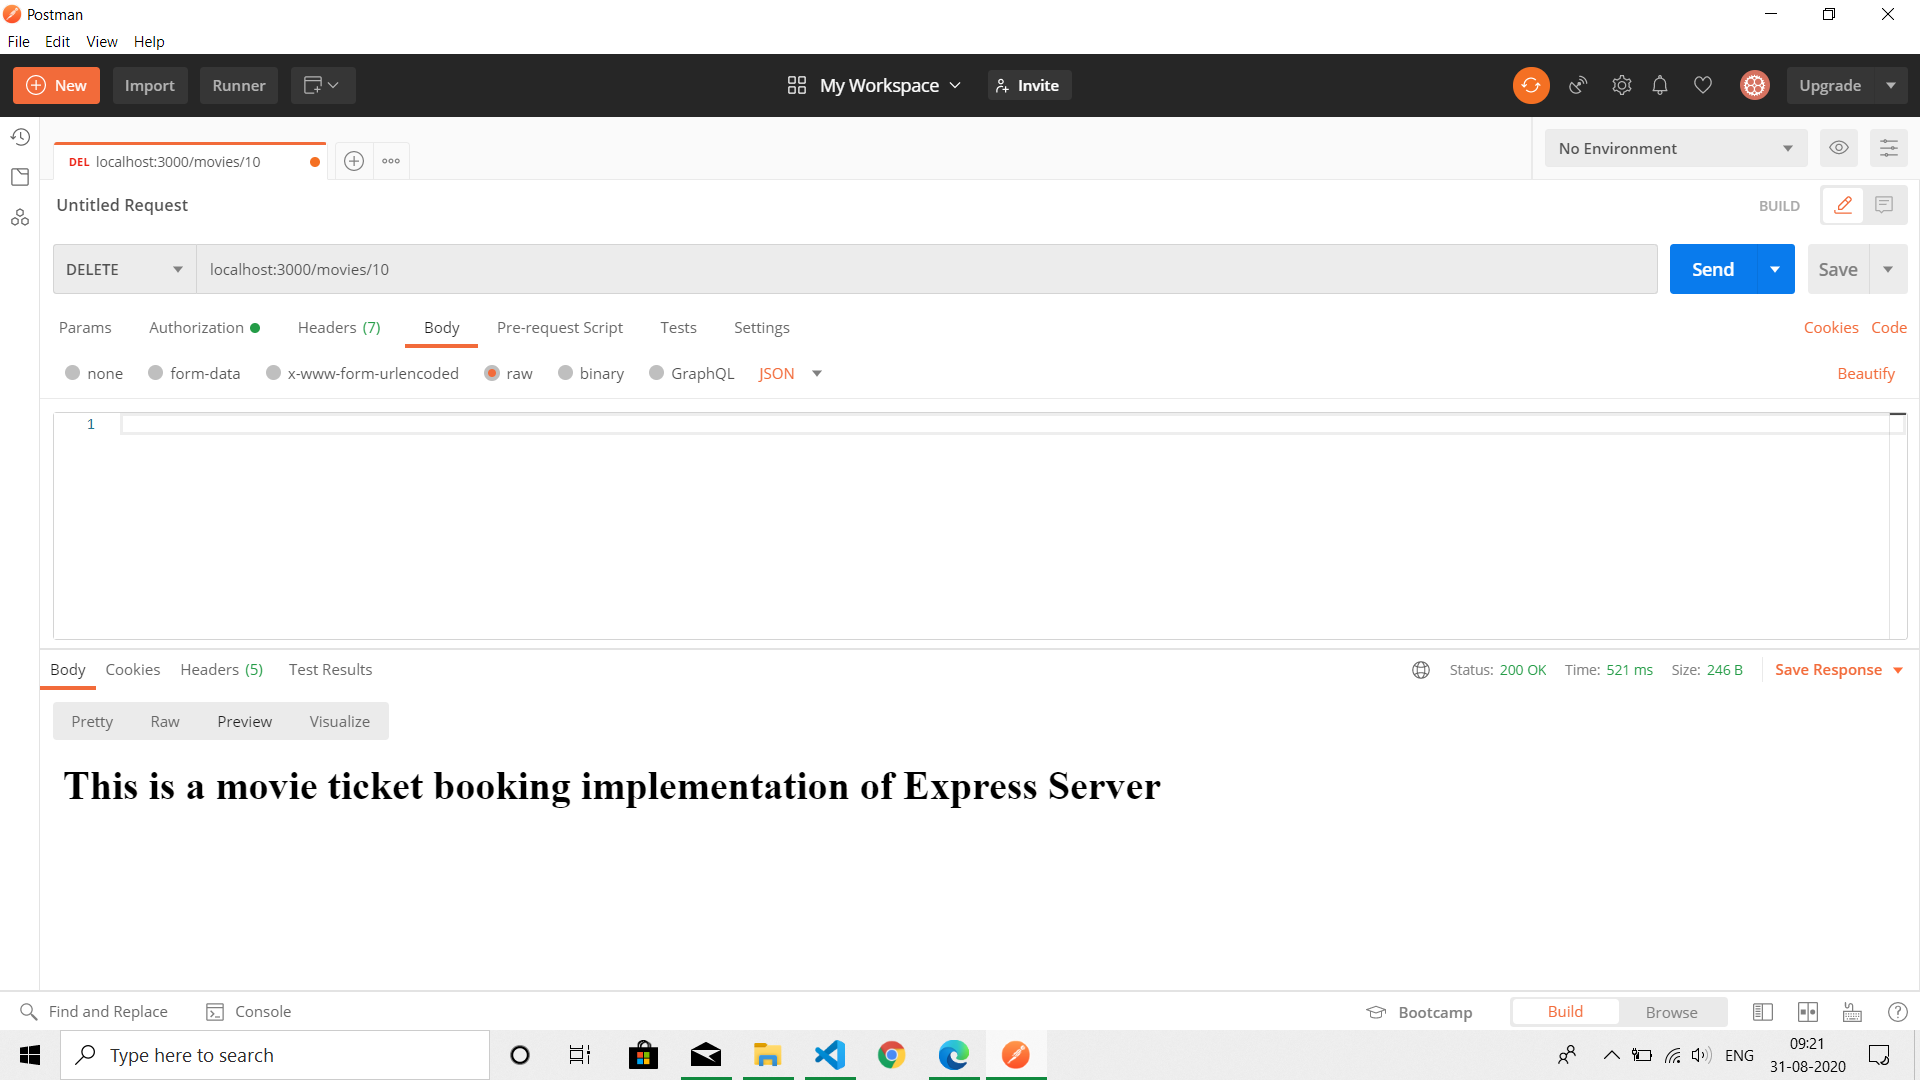 Postman
File Edit View Help
New Import Runner My Workspace Invite Upgrade
DEL localhost:3000/movies/10 No Environment
Untitled Request BUILD
DELETE localhost:3000/movies/10 Send Save
Params Authorization Headers (7) Body Pre-request Script Tests Settings Cookies Code
none form-data x-www-form-urlencoded raw binary GraphQL JSON Beautify
1
Body Cookies Headers (5) Test Results Status: 200 OK Time: 521 ms Size: 246 B Save Response
Pretty Raw Preview Visualize
This is a movie ticket booking implementation of Express Server
Find and Replace Console Bootcamp Build Browse
Type here to search ENG 09:21
31-08-2020